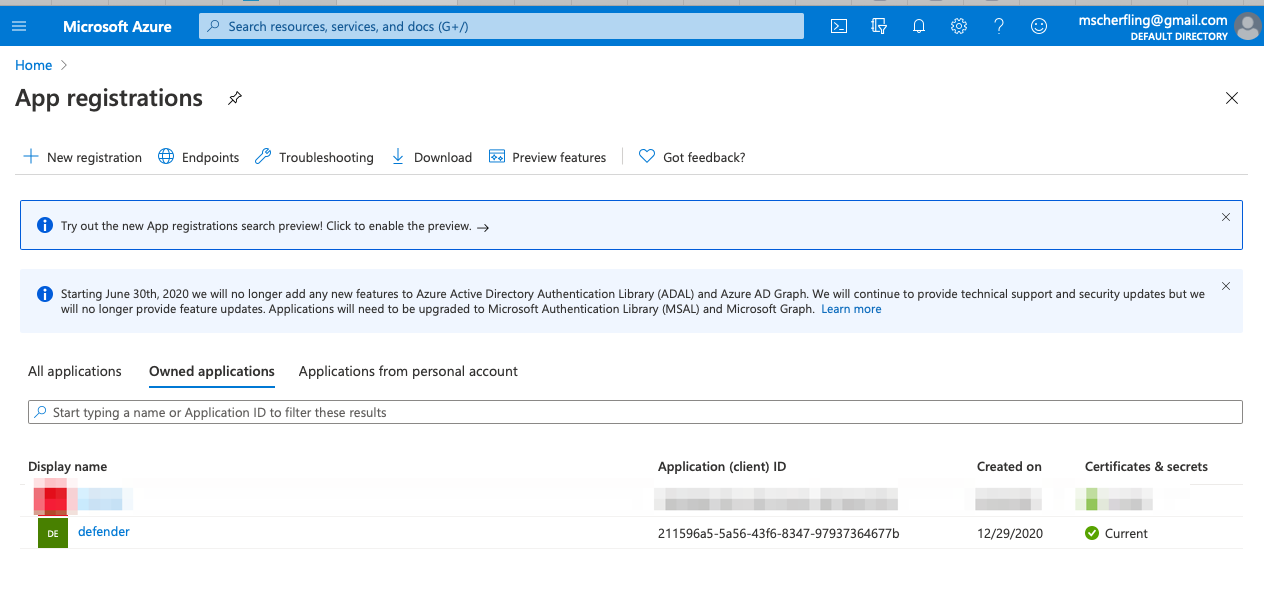 Microsoft Azure
Search resources, services, and docs (G+/)
mscherfling@gmail.com
DEFAULT DIRECTORY
Home
App registrations
New registration
Endpoints
Troubleshooting
Download
Preview features
Got feedback?
Try out the new App registrations search preview! Click to enable the preview. →
Starting June 30th, 2020 we will no longer add any new features to Azure Active Directory Authentication Library (ADAL) and Azure AD Graph. We will continue to provide technical support and security updates but we
will no longer provide feature updates. Applications will need to be upgraded to Microsoft Authentication Library (MSAL) and Microsoft Graph. Learn more
All applications
Owned applications
Applications from personal account
Start typing a name or Application ID to filter these results
Display name
Application (client) ID
Created on
Certificates & secrets
DE
defender
211596a5-5a56-43f6-8347-97937364677b
12/29/2020
Current